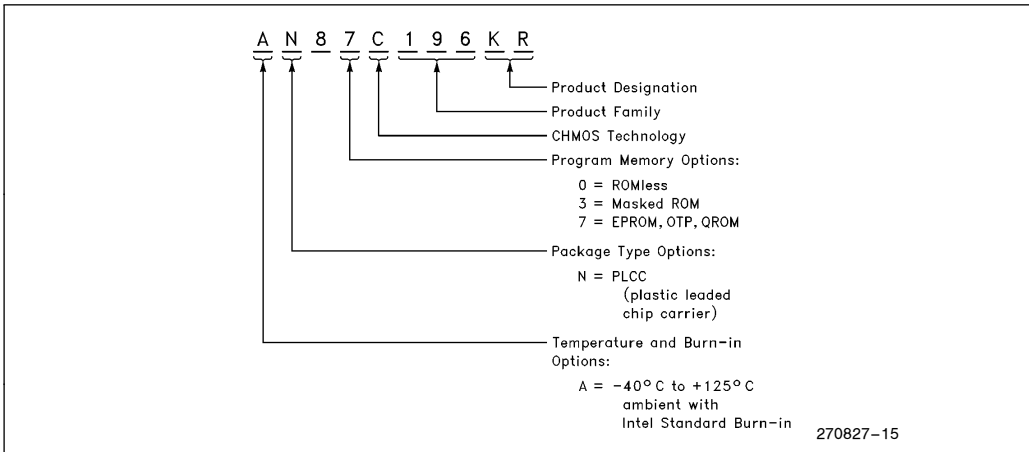 A N 8 7 C 1 9 6 K R
Product Designation
Product Family
CHMOS Technology
Program Memory Options:
0 = ROMless
3 = Masked ROM
7 = EPROM, OTP, QROM
Package Type Options:
N = PLCC
(plastic leaded
chip carrier)
Temperature and Burn-in
Options:
A = -40°C to +125°C
ambient with
Intel Standard Burn-in
270827-15